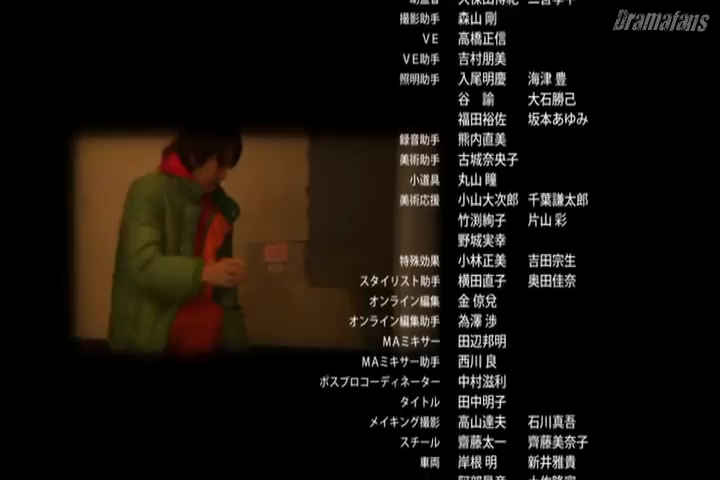 Dramafans
撮影助手 森山 剛
ＶＥ 高橋正信
ＶＥ助手 吉村朋美
照明助手 入尾明慶 海津 豊
谷 諭 大石勝己
福田裕佐 坂本あゆみ
録音助手 熊内直美
美術助手 古城奈央子
小道具 丸山 瞳
美術応援 小山大次郎 千葉謙太郎
竹渕絢子 片山 彩
野城実幸
特殊効果 小林正美 吉田宗生
スタイリスト助手 横田直子 奥田佳奈
オンライン編集 金 倞兌
オンライン編集助手 為澤 渉
ＭＡミキサー 田辺邦明
ＭＡミキサー助手 西川 良
ポスプロコーディネーター 中村滋利
タイトル 田中明子
メイキング撮影 高山達夫 石川真吾
スチール 齋藤太一 齊藤美奈子
車両 岸根 明 新井雅貴